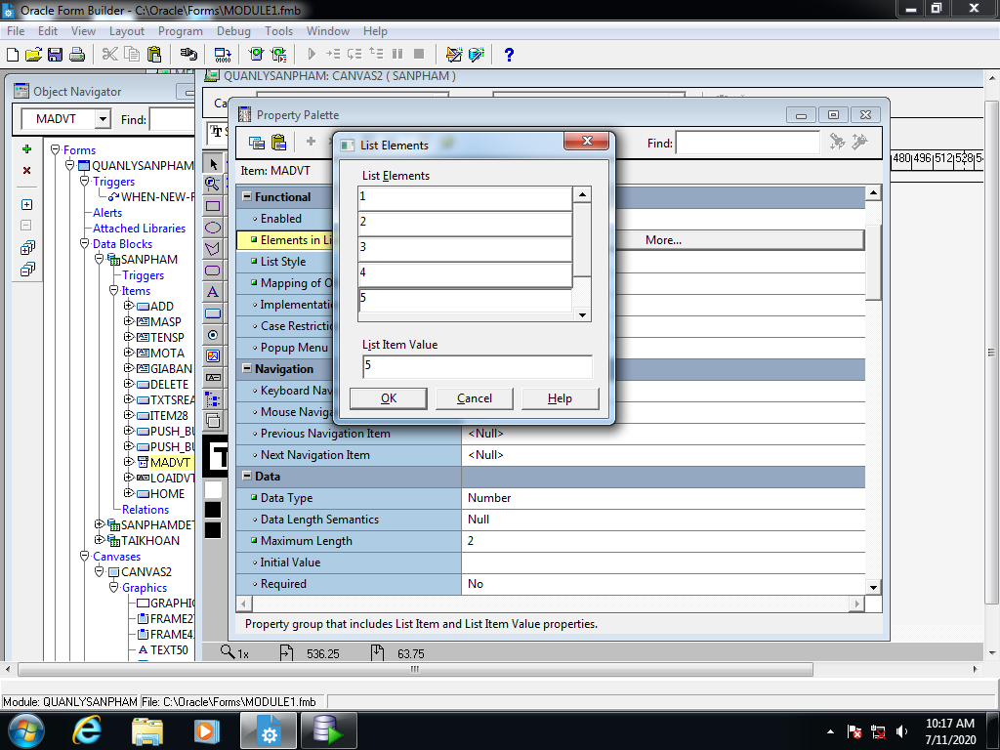 Oracle Form Builder - C:\Oracle\Forms\MODULE1.fmb
File Edit View Layout Program Debug Tools Window Help
QUANLYSANPHAM: CANVAS2 ( SANPHAM )
Object Navigator
MADVT
Find:
Property Palette
Find:
Item: MADVT
480 496 512 528
List Elements
List Elements
1
2
3
4
5
List Item Value
5
OK Cancel Help
Functional
Enabled
Elements in Li
More...
List Style
Mapping of O
Implementati
Case Restricti
Popup Menu
Navigation
Keyboard Nav
Mouse Naviga
Previous Navigation Item <Null>
Next Navigation Item <Null>
Data
Data Type Number
Data Length Semantics Null
Maximum Length 2
Initial Value
Required No
Property group that includes List Item and List Item Value properties.
Forms
QUANLYSANPHAM
Triggers
WHEN-NEW-F
Alerts
Attached Libraries
Data Blocks
SANPHAM
Triggers
Items
ADD
MASP
TENSP
MOTA
GIABAN
DELETE
TXTSREA
ITEM28
PUSH_BU
PUSH_BU
MADVT
LOAIDVT
HOME
Relations
SANPHAMDET
TAIKHOAN
Canvases
CANVAS2
Graphics
GRAPHIC
FRAME27
FRAME4
TEXT50
1x 536.25 63.75
Module: QUANLYSANPHAM File: C:\Oracle\Forms\MODULE1.fmb
10:17 AM
7/11/2020